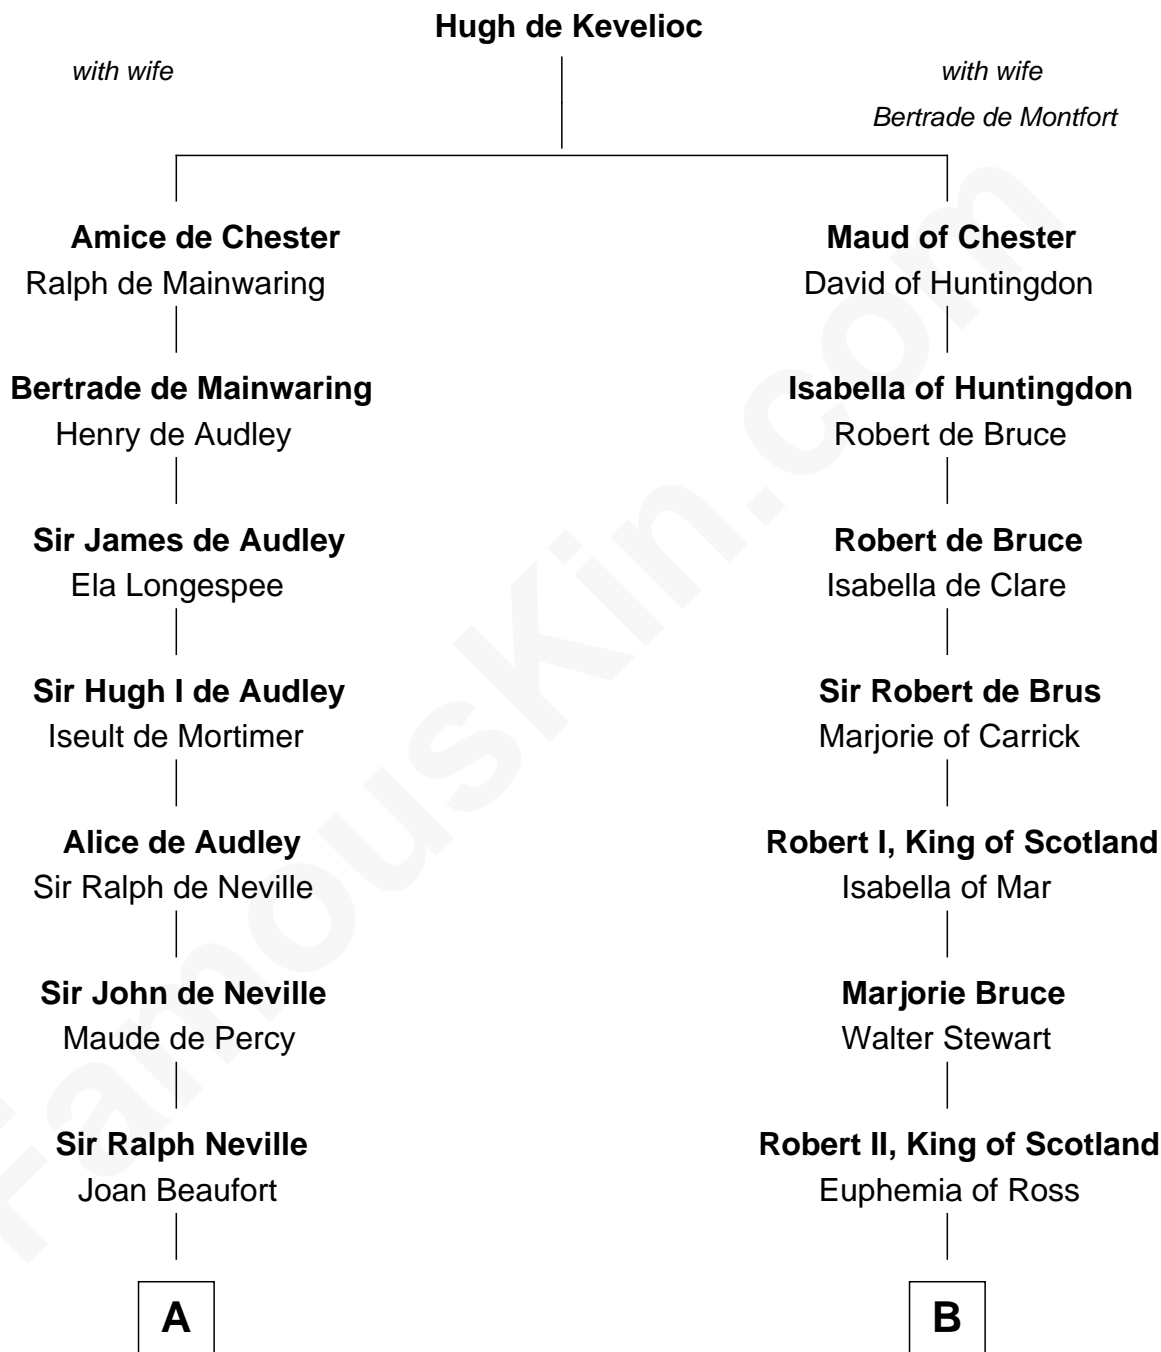 Hugh de Kevelioc
with wife
with wife
Bertrade de Montfort
Amice de Chester
Ralph de Mainwaring
Maud of Chester
David of Huntingdon
Bertrade de Mainwaring
Henry de Audley
Isabella of Huntingdon
Robert de Bruce
Sir James de Audley
Ela Longespee
Robert de Bruce
Isabella de Clare
Sir Hugh I de Audley
Iseult de Mortimer
Sir Robert de Brus
Marjorie of Carrick
Alice de Audley
Sir Ralph de Neville
Robert I, King of Scotland
Isabella of Mar
Sir John de Neville
Maude de Percy
Marjorie Bruce
Walter Stewart
Sir Ralph Neville
Joan Beaufort
Robert II, King of Scotland
Euphemia of Ross
A
B
FamousKin.com